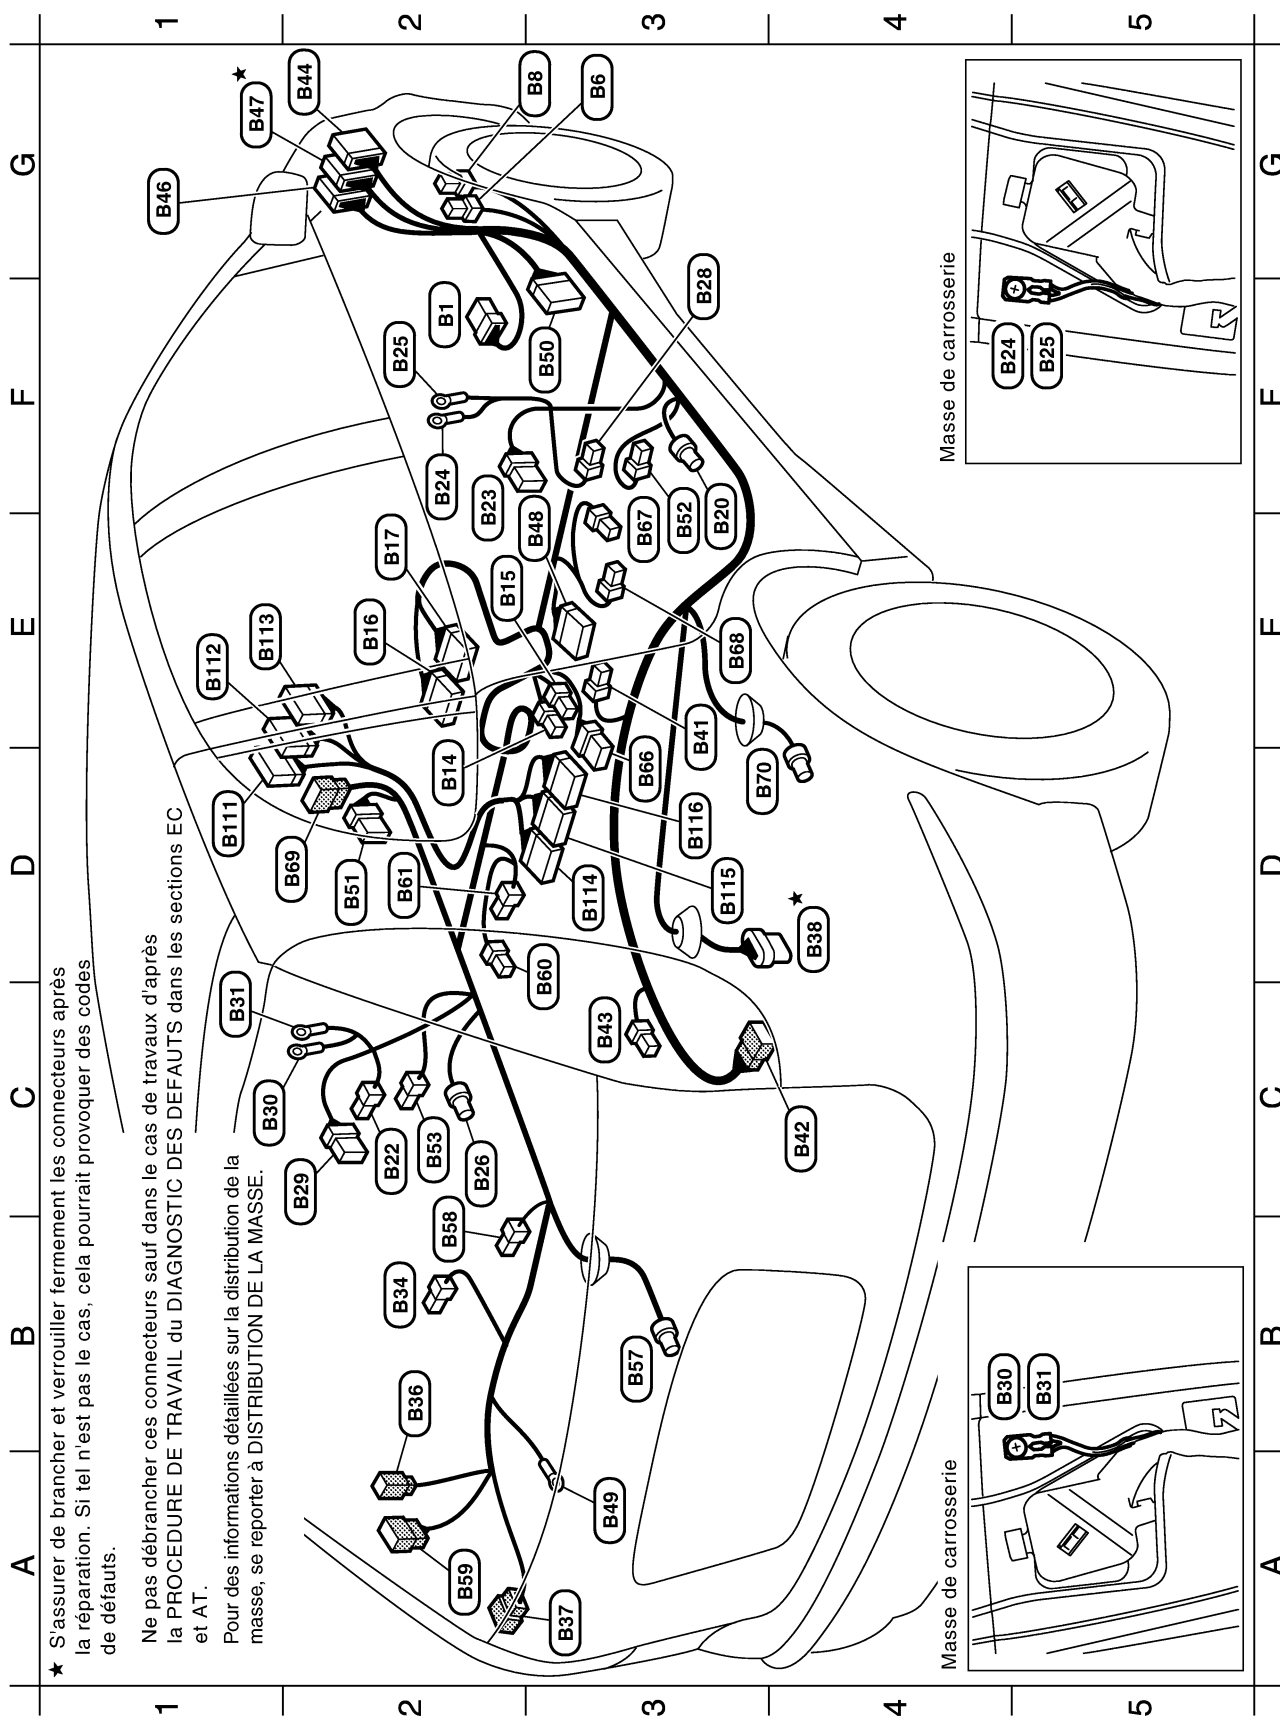 ★ S'assurer de brancher et verrouiller fermement les connecteurs après
la réparation. Si tel n'est pas le cas, cela pourrait provoquer des codes
de défauts.
Ne pas débrancher ces connecteurs sauf dans le cas de travaux d'après
la PROCEDURE DE TRAVAIL du DIAGNOSTIC DES DEFAUTS dans les sections EC
et AT.
Pour des informations détaillées sur la distribution de la
masse, se reporter à DISTRIBUTION DE LA MASSE.
A B C D E F G
1
2
3
4
5
B46
B47 ★
B44
B8
B6
B1
B50
B28
B25
B24
B23
B48
B67
B52
B20
B17
B15
B16
B68
B113
B112
B111
B14
B41
B66
B70
B69
B51
B61
B116
B115
B114
B38 ★
B60
B31
B30
B43
B42
B29
B22
B53
B26
B58
B34
B57
B36
B49
B59
B37
Masse de carrosserie
B30
B31
Masse de carrosserie
B24
B25
A B C D E F G
1
2
3
4
5